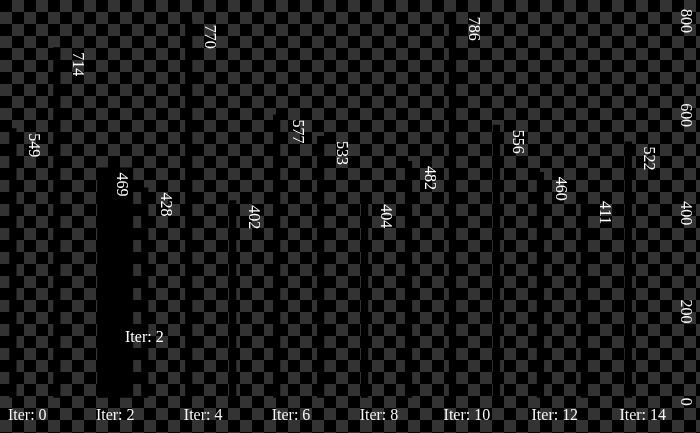 549
714
469
428
770
402
577
533
404
482
786
556
460
411
522
800
600
400
200
0
Iter: 2
Iter: 0
Iter: 2
Iter: 4
Iter: 6
Iter: 8
Iter: 10
Iter: 12
Iter: 14